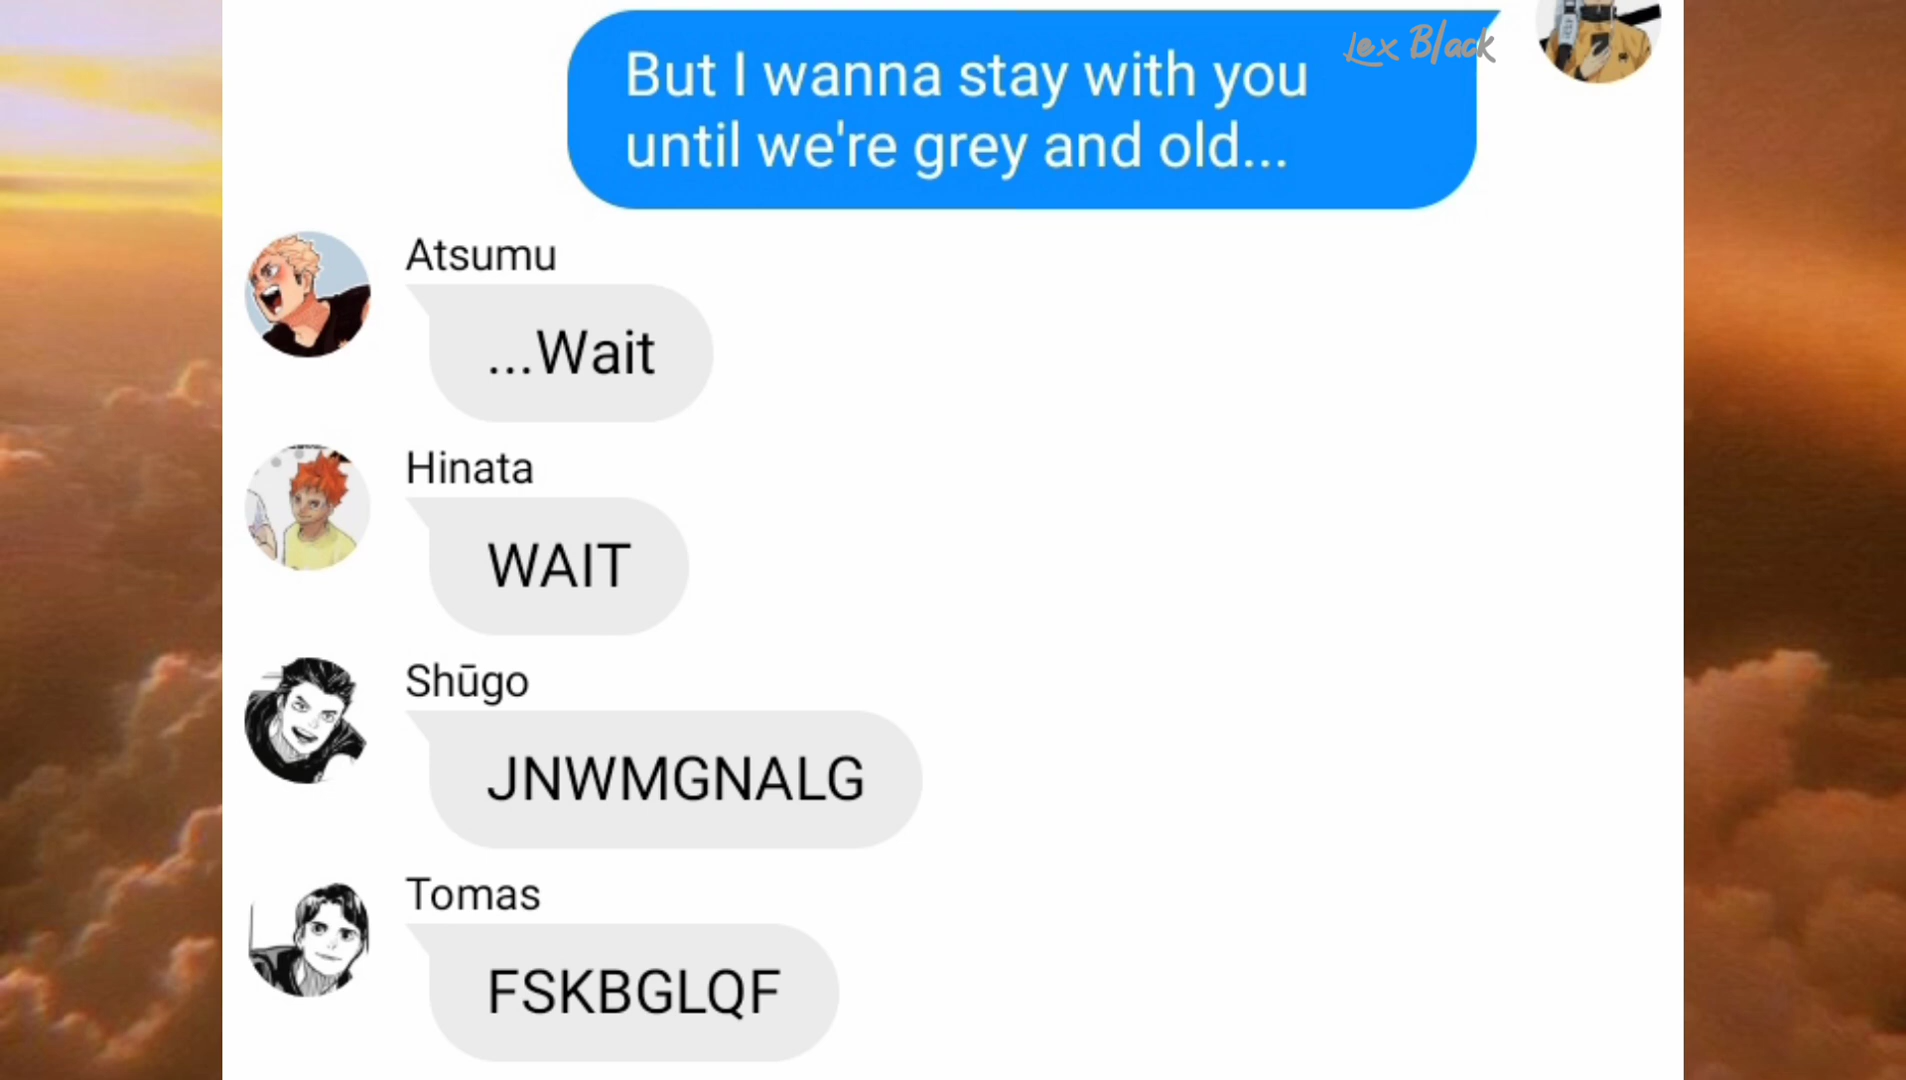 Lex Black
But I wanna stay with you
until we're grey and old...
Atsumu
...Wait
Hinata
WAIT
Shūgo
JNWMGNALG
Tomas
FSKBGLQF